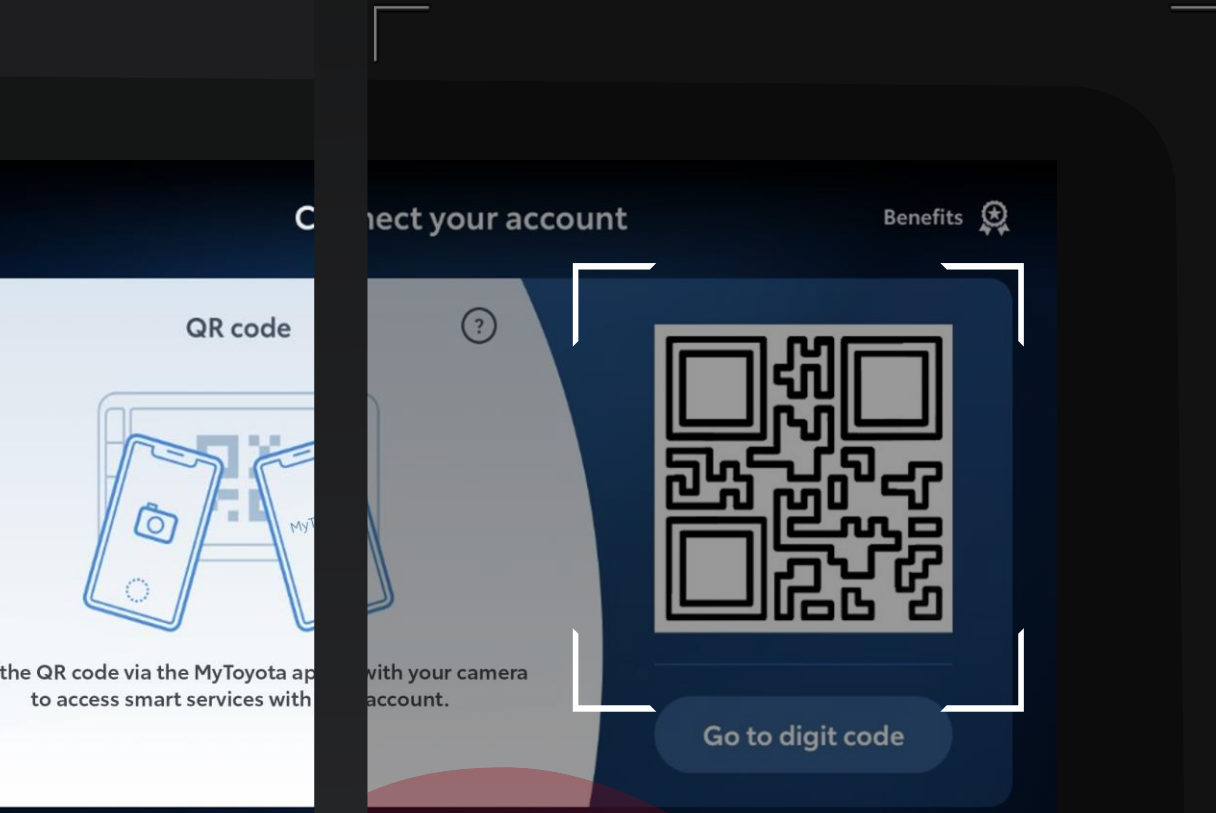 C nnect your account
Benefits
QR code
?
MyT
the QR code via the MyToyota ap with your camera
to access smart services with account.
Go to digit code